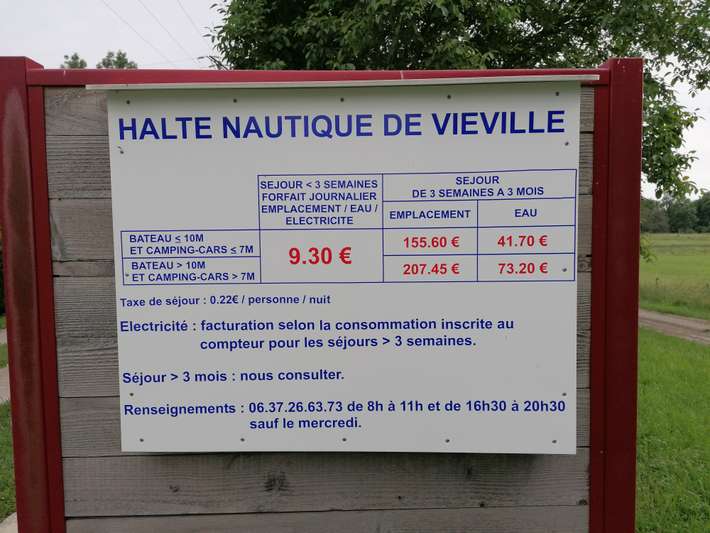 HALTE NAUTIQUE DE VIEVILLE
SEJOUR < 3 SEMAINES
FORFAIT JOURNALIER
EMPLACEMENT / EAU /
ELECTRICITE
SEJOUR
DE 3 SEMAINES A 3 MOIS
EMPLACEMENT EAU
BATEAU ≤ 10M
ET CAMPING-CARS ≤ 7M
9.30 €
155.60 € 41.70 €
BATEAU > 10M
ET CAMPING-CARS > 7M
207.45 € 73.20 €
Taxe de séjour : 0.22€ / personne / nuit
Electricité : facturation selon la consommation inscrite au
compteur pour les séjours > 3 semaines.
Séjour > 3 mois : nous consulter.
Renseignements : 06.37.26.63.73 de 8h à 11h et de 16h30 à 20h30
sauf le mercredi.